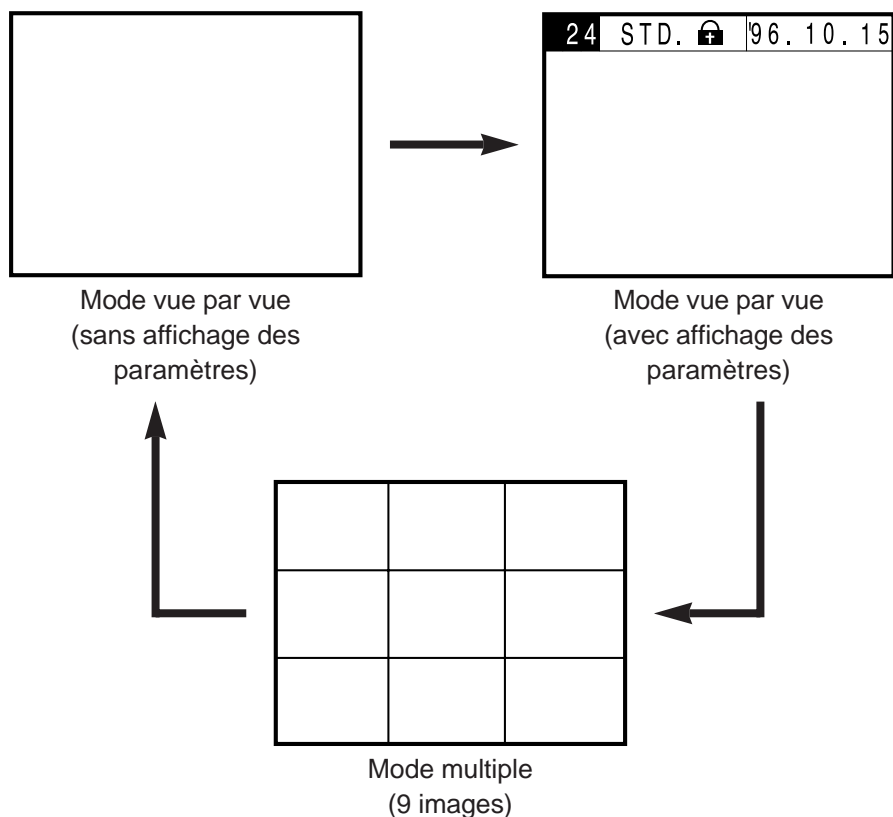 24 STD. '96.10.15
Mode vue par vue
(sans affichage des
paramètres)
Mode vue par vue
(avec affichage des
paramètres)
Mode multiple
(9 images)